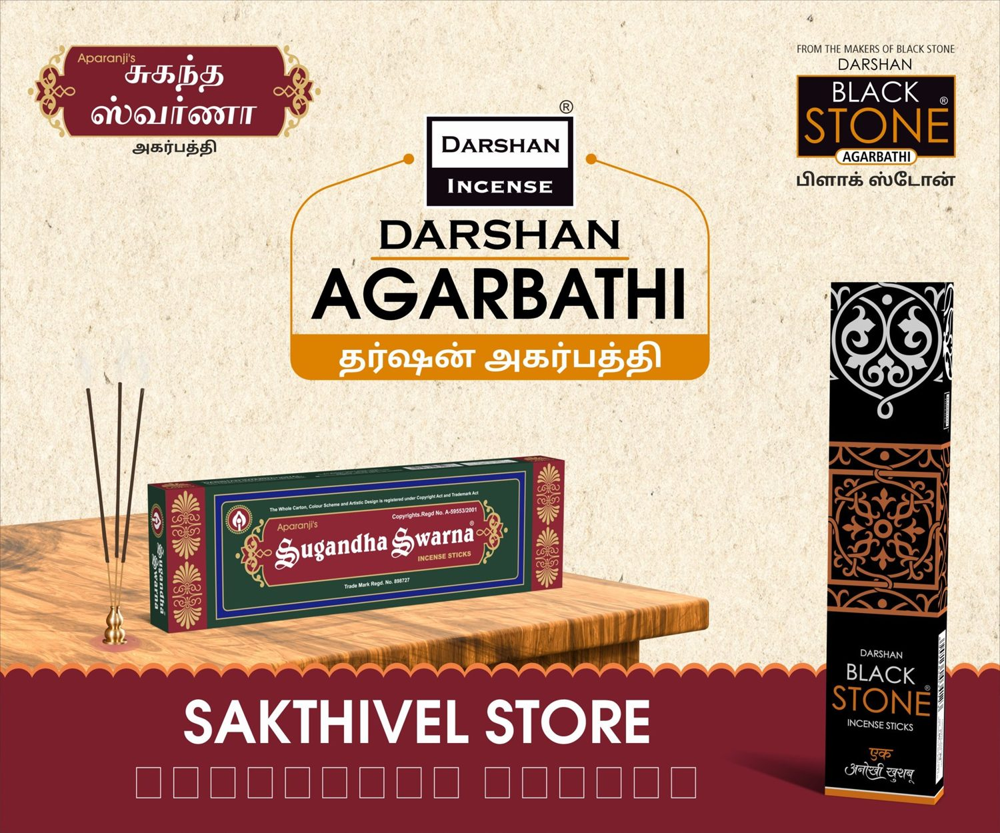 Aparanji's
சுகந்த
ஸ்வர்ணா
அகர்பத்தி
FROM THE MAKERS OF BLACK STONE
DARSHAN
BLACK
STONE®
AGARBATHI
பிளாக் ஸ்டோன்
®
DARSHAN
INCENSE
DARSHAN
AGARBATHI
தர்ஷன் அகர்பத்தி
The Whole Carton, Colour Scheme and Artistic Design is registered under Copyright Act and Trademark Act
Copyrights.Regd No. A-59553/2001
Aparanji's
Sugandha Swarna®
INCENSE STICKS
Trade Mark Regd. No. 898727
Sugandha Swarna
DARSHAN
BLACK
STONE®
INCENSE STICKS
एक
अनोखी खुशबू
SAKTHIVEL STORE